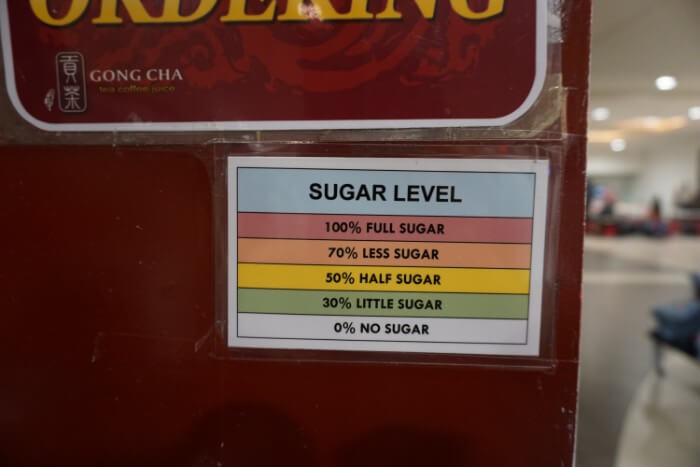 ORDERING
貢茶
GONG CHA
tea coffee juice
SUGAR LEVEL
100% FULL SUGAR
70% LESS SUGAR
50% HALF SUGAR
30% LITTLE SUGAR
0% NO SUGAR